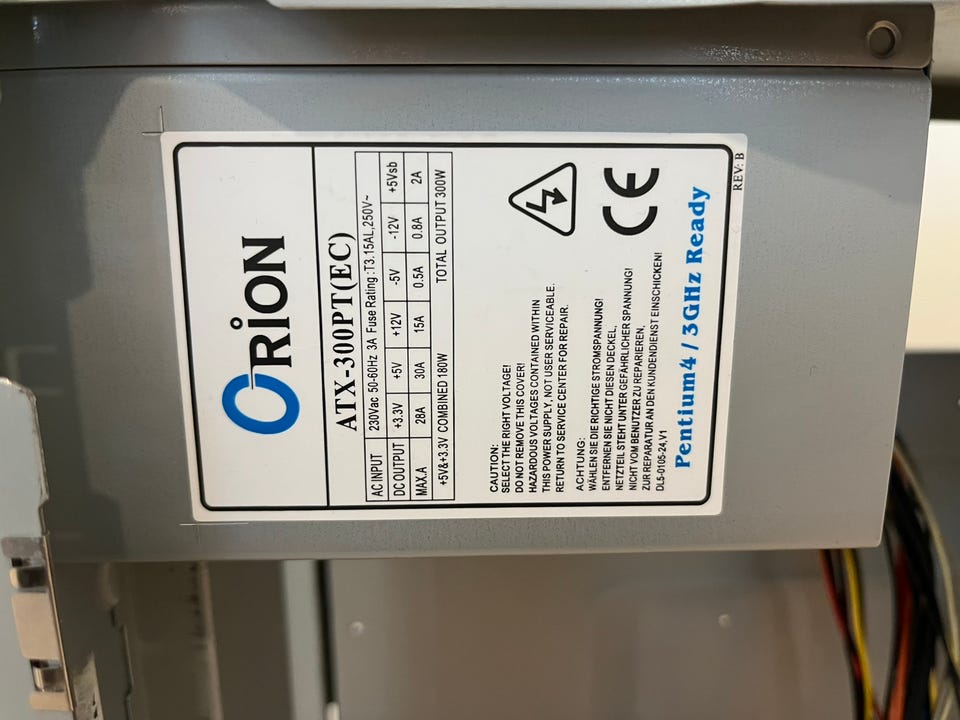 ORiON
ATX-300PT(EC)
AC INPUT 230Vac 50-60Hz 3A Fuse Rating :T3.15AL,250V~
DC OUTPUT +3.3V +5V +12V -5V -12V +5Vsb
MAX.A 28A 30A 15A 0.5A 0.8A 2A
+5V&+3.3V COMBINED 180W TOTAL OUTPUT 300W
CAUTION:
SELECT THE RIGHT VOLTAGE!
DO NOT REMOVE THIS COVER!
HAZARDOUS VOLTAGES CONTAINED WITHIN
THIS POWER SUPPLY, NOT USER SERVICEABLE.
RETURN TO SERVICE CENTER FOR REPAIR.
ACHTUNG:
WÄHLEN SIE DIE RICHTIGE STROMSPANNUNG!
ENTFERNEN SIE NICHT DIESEN DECKEL,
NETZTEIL STEHT UNTER GEFÄHRLICHER SPANNUNG!
NICHT VOM BENUTZER ZU REPARIEREN,
ZUR REPARATUR AN DEN KUNDENDIENST EINSCHICKEN!
DL5-0105-24,V1
CE
Pentium4 / 3GHz Ready
REV: B